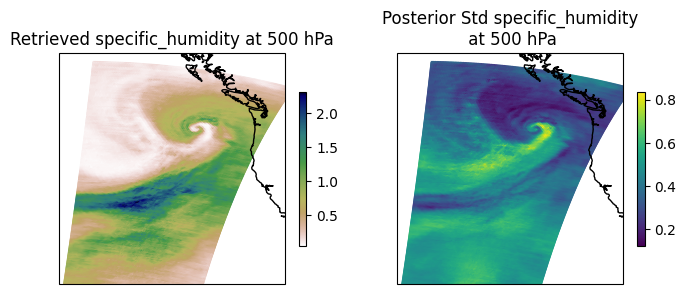 Retrieved specific_humidity at 500 hPa
2.0
1.5
1.0
0.5
Posterior Std specific_humidity
at 500 hPa
0.8
0.6
0.4
0.2